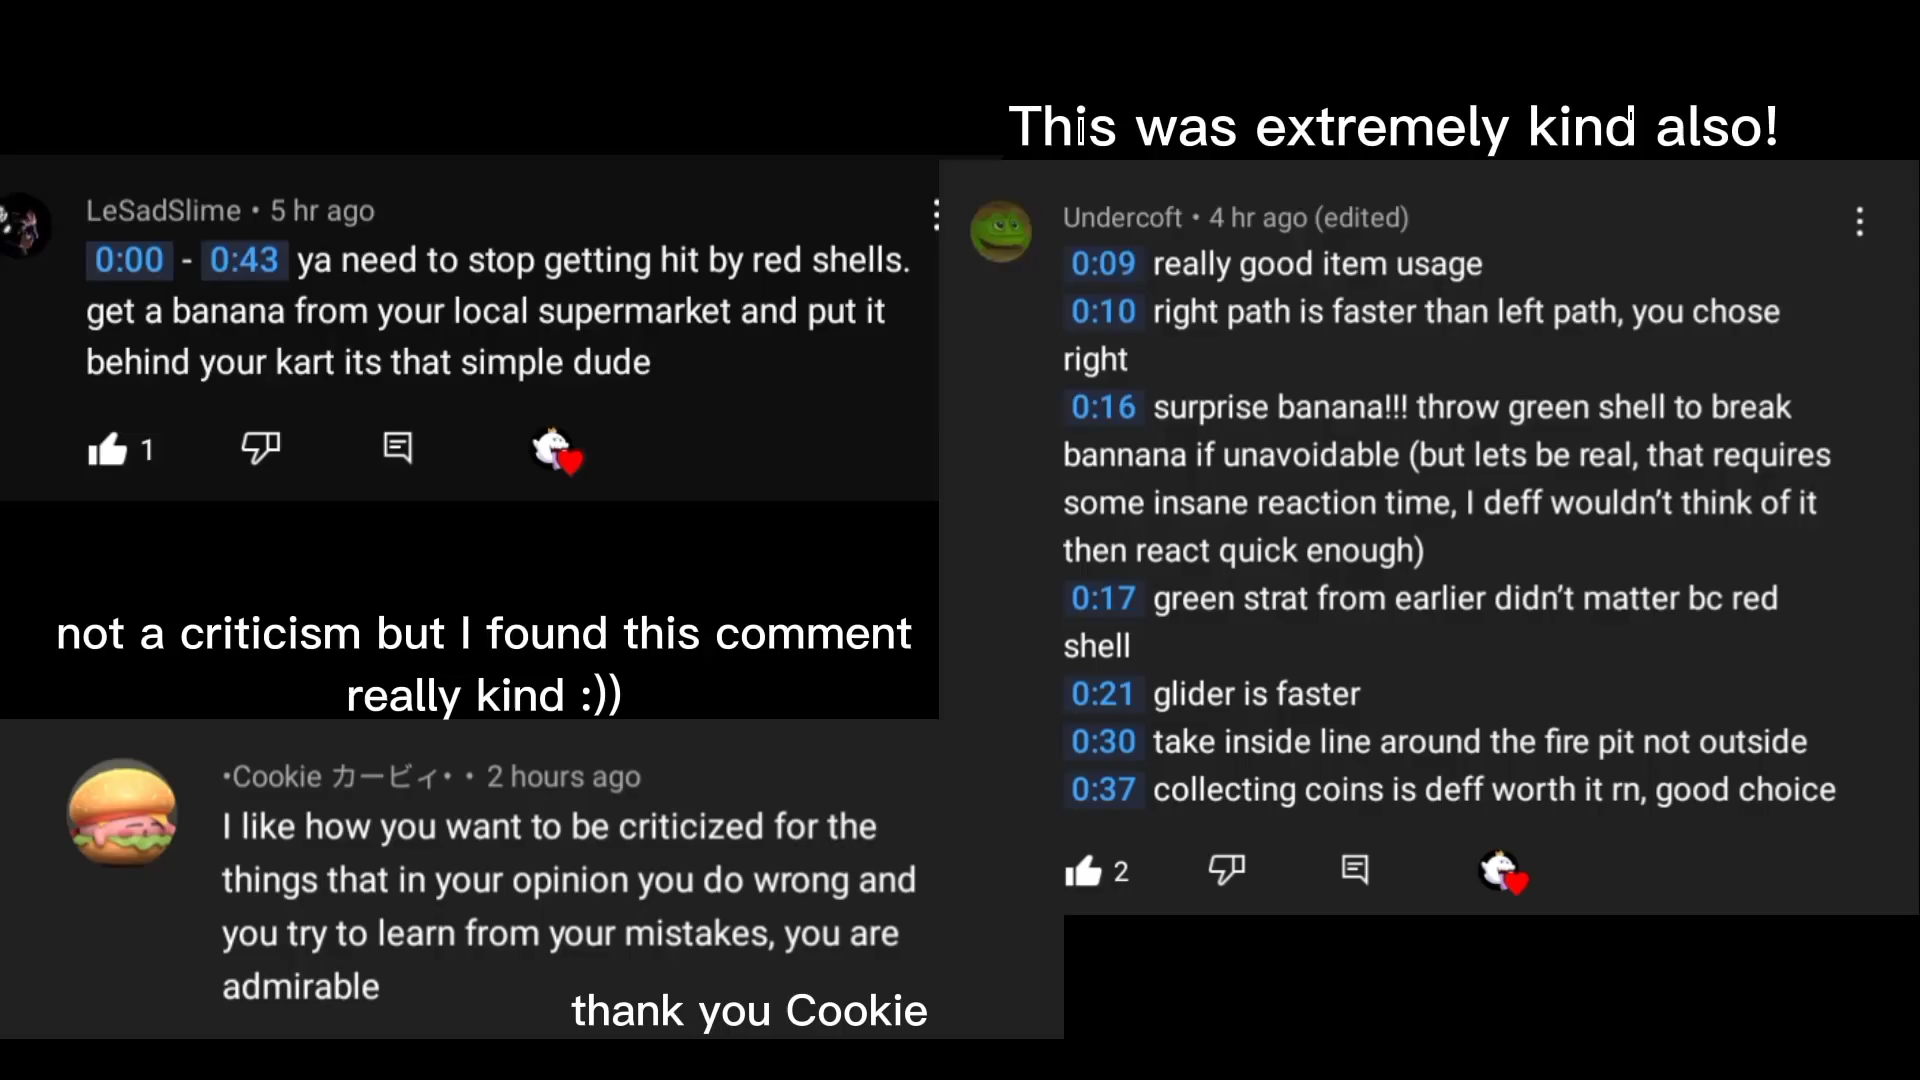 LeSadSlime • 5 hr ago
0:00 - 0:43 ya need to stop getting hit by red shells.
get a banana from your local supermarket and put it
behind your kart its that simple dude
1
not a criticism but I found this comment
really kind :))
•Cookie カービィ• • 2 hours ago
I like how you want to be criticized for the
things that in your opinion you do wrong and
you try to learn from your mistakes, you are
admirable
thank you Cookie
This was extremely kind also!
Undercoft • 4 hr ago (edited)
0:09 really good item usage
0:10 right path is faster than left path, you chose
right
0:16 surprise banana!!! throw green shell to break
bannana if unavoidable (but lets be real, that requires
some insane reaction time, I deff wouldn’t think of it
then react quick enough)
0:17 green strat from earlier didn’t matter bc red
shell
0:21 glider is faster
0:30 take inside line around the fire pit not outside
0:37 collecting coins is deff worth it rn, good choice
2